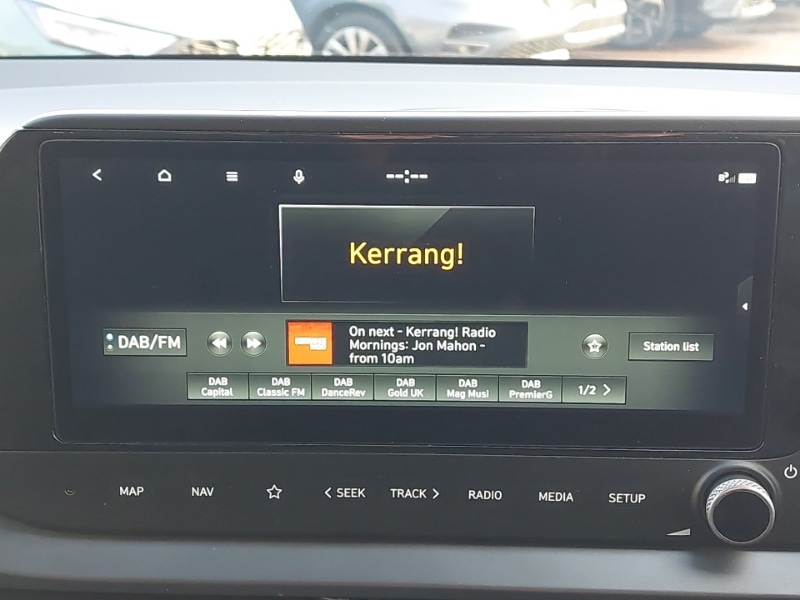 --:--
Kerrang!
DAB/FM
On next - Kerrang! Radio
Mornings: Jon Mahon -
from 10am
Station list
DAB
Capital
DAB
Classic FM
DAB
DanceRev
DAB
Gold UK
DAB
Mag Musi
DAB
PremierG
1/2 >
MAP
NAV
< SEEK
TRACK >
RADIO
MEDIA
SETUP